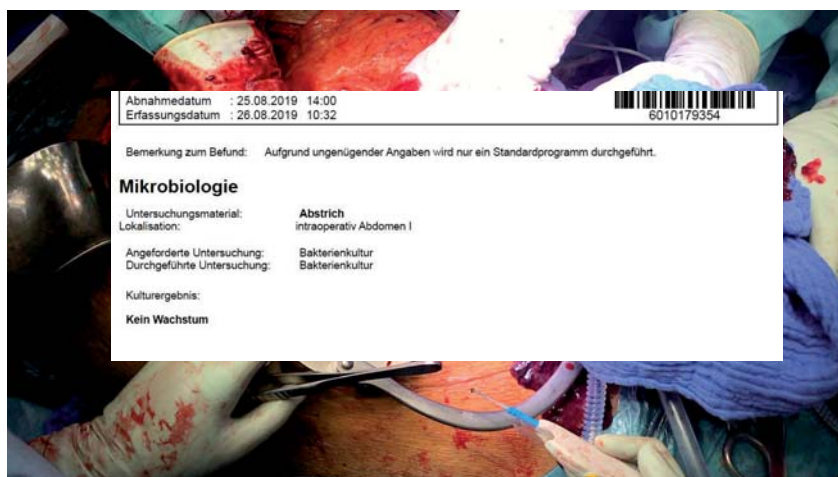 Abnahmedatum : 25.08.2019 14:00
Erfassungsdatum : 26.08.2019 10:32
6010179354
Bemerkung zum Befund: Aufgrund ungenügender Angaben wird nur ein Standardprogramm durchgeführt.
Mikrobiologie
Untersuchungsmaterial: Abstrich
Lokalisation: intraoperativ Abdomen I
Angeforderte Untersuchung: Bakterienkultur
Durchgeführte Untersuchung: Bakterienkultur
Kulturergebnis:
Kein Wachstum